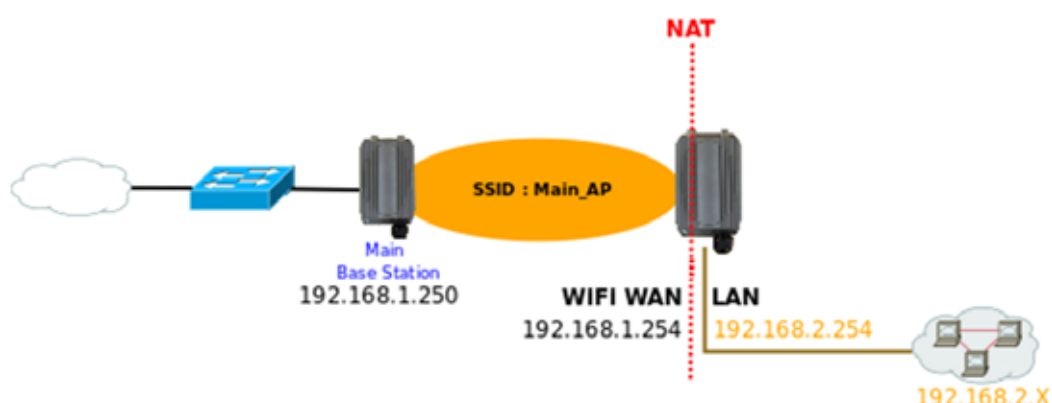 NAT
SSID : Main_AP
Main
Base Station
192.168.1.250
WIFI WAN
LAN
192.168.1.254
192.168.2.254
192.168.2.X